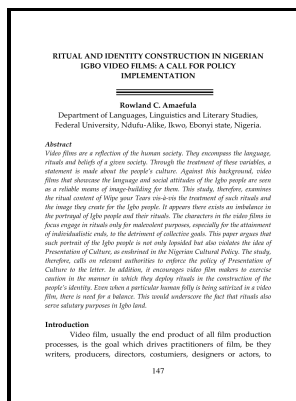 RITUAL AND IDENTITY CONSTRUCTION IN NIGERIAN
IGBO VIDEO FILMS: A CALL FOR POLICY
IMPLEMENTATION
Rowland C. Amaefula
Department of Languages, Linguistics and Literary Studies,
Federal University, Ndufu-Alike, Ikwo, Ebonyi state, Nigeria.
Abstract
Video films are a reflection of the human society. They encompass the language,
rituals and beliefs of a given society. Through the treatment of these variables, a
statement is made about the people's culture. Against this background, video
films that showcase the language and social attitudes of the Igbo people are seen
as a reliable means of image-building for them. This study, therefore, examines
the ritual content of Wipe your Tears vis-à-vis the treatment of such rituals and
the image they create for the Igbo people. It appears there exists an imbalance in
the portrayal of Igbo people and their rituals. The characters in the video films in
focus engage in rituals only for malevolent purposes, especially for the attainment
of individualistic ends, to the detriment of collective goals. This paper argues that
such portrait of the Igbo people is not only lopsided but also violates the idea of
Presentation of Culture, as enshrined in the Nigerian Cultural Policy. The study,
therefore, calls on relevant authorities to enforce the policy of Presentation of
Culture to the letter. In addition, it encourages video film makers to exercise
caution in the manner in which they deploy rituals in the construction of the
people's identity. Even when a particular human folly is being satirized in a video
film, there is need for a balance. This would underscore the fact that rituals also
serve salutary purposes in Igbo land.
Introduction
Video film, usually the end product of all film production
processes, is the goal which drives practitioners of film, be they
writers, producers, directors, costumiers, designers or actors, to
147